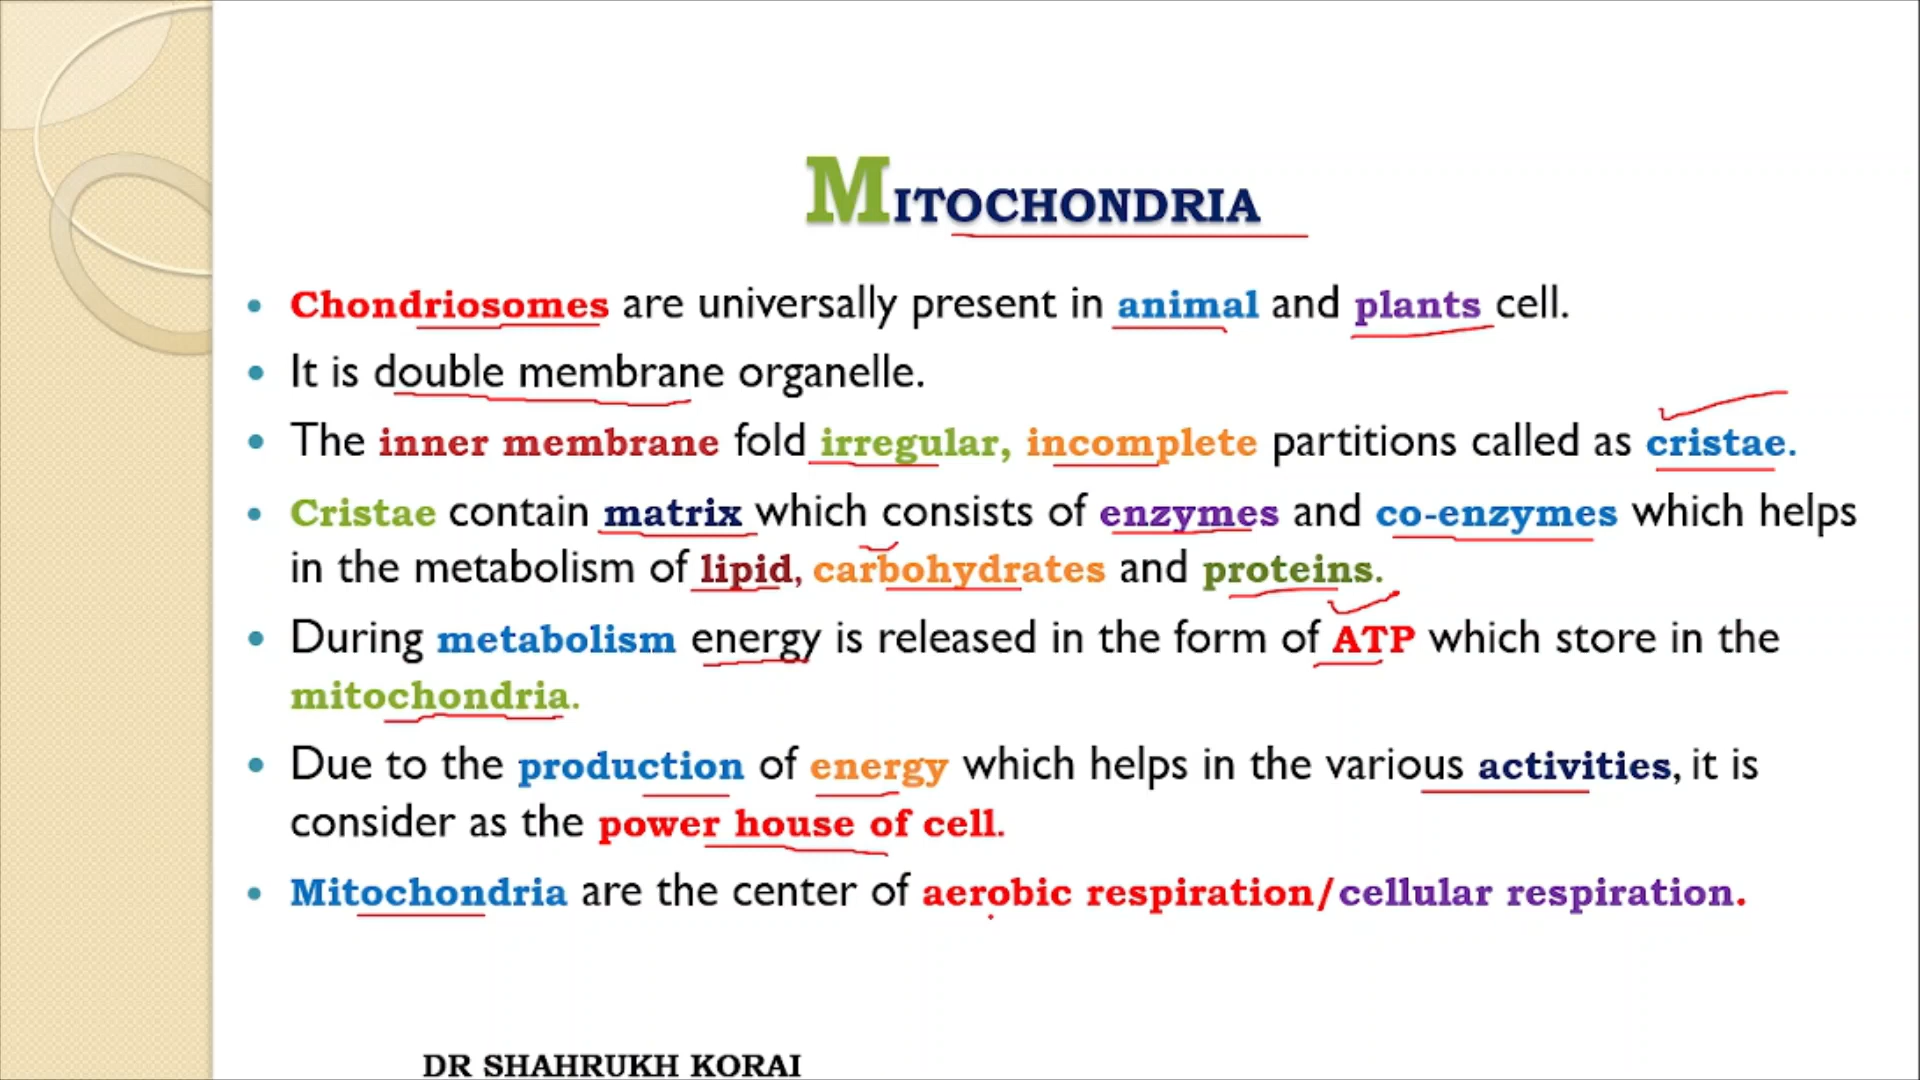 MITOCHONDRIA
• Chondriosomes are universally present in animal and plants cell.
• It is double membrane organelle.
• The inner membrane fold irregular, incomplete partitions called as cristae.
• Cristae contain matrix which consists of enzymes and co-enzymes which helps
in the metabolism of lipid, carbohydrates and proteins.
• During metabolism energy is released in the form of ATP which store in the
mitochondria.
• Due to the production of energy which helps in the various activities, it is
consider as the power house of cell.
• Mitochondria are the center of aerobic respiration/cellular respiration.
DR SHAHRUKH KORAI